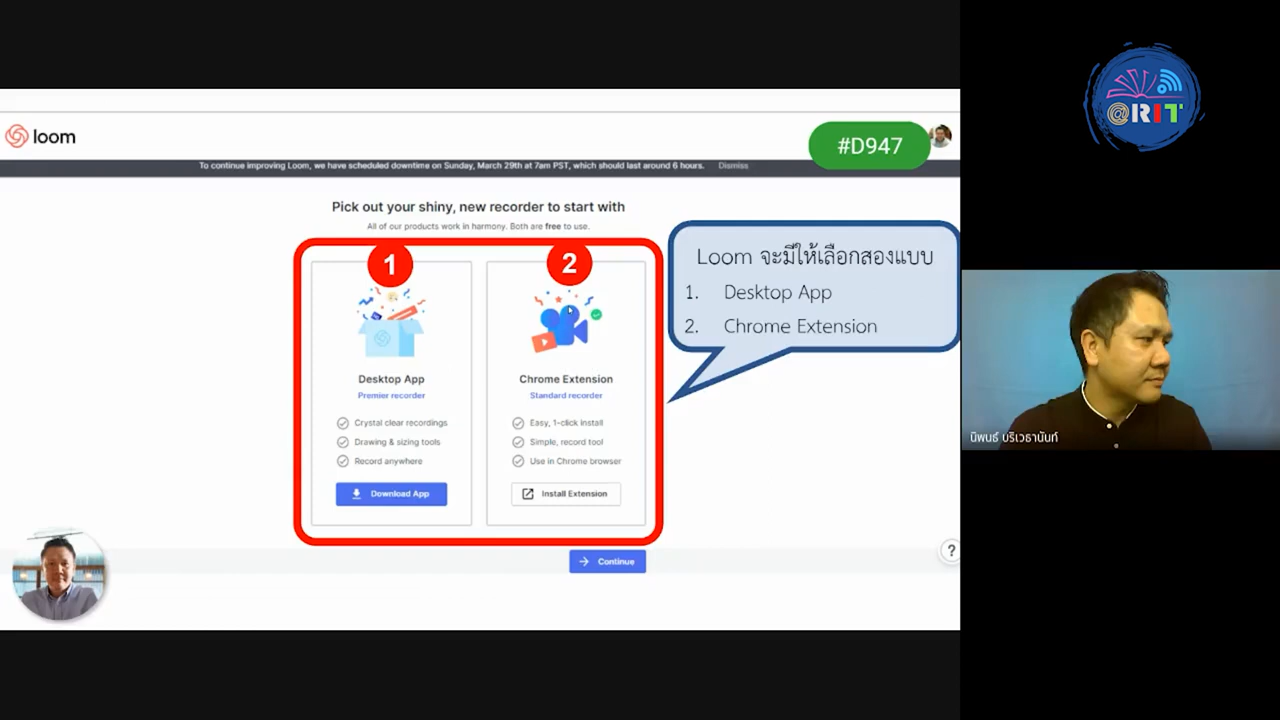 @RIT
loom
#D947
To continue improving Loom, we have scheduled downtime on Sunday, March 29th at 7am PST, which should last around 6 hours. Dismiss
Pick out your shiny, new recorder to start with
All of our products work in harmony. Both are free to use.
1
Desktop App
Premier recorder
Crystal clear recordings
Drawing & sizing tools
Record anywhere
Download App
2
Chrome Extension
Standard recorder
Easy, 1-click install
Simple, record tool
Use in Chrome browser
Install Extension
Loom จะมีให้เลือกสองแบบ
1. Desktop App
2. Chrome Extension
Continue
?
นิพนธ์ บริเวธานันท์